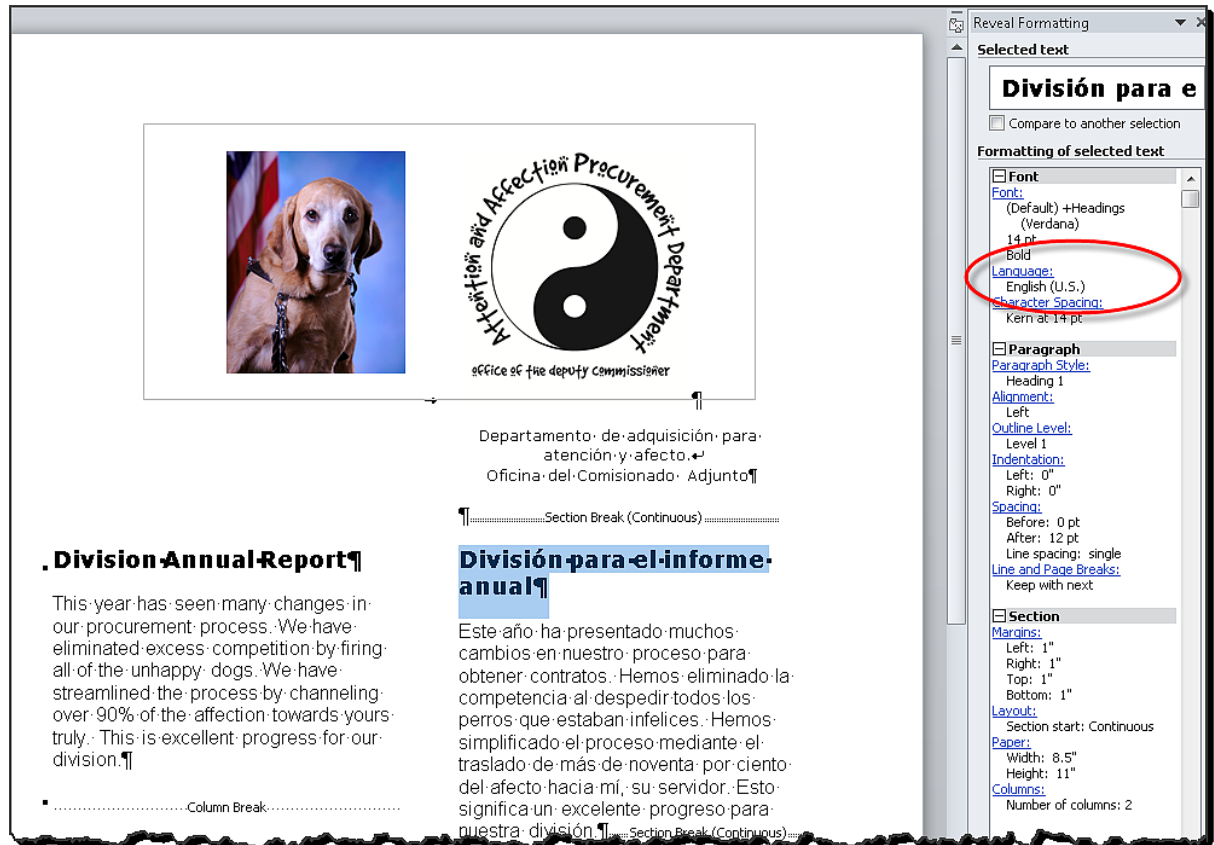 Attention and Affection Procurement Department
office of the deputy commissioner
Departamento de adquisición para
atención y afecto.
Oficina del Comisionado Adjunto¶
¶
Section Break (Continuous)
Division Annual Report¶
This year has seen many changes in
our procurement process. We have
eliminated excess competition by firing
all of the unhappy dogs. We have
streamlined the process by channeling
over 90% of the affection towards yours
truly. This is excellent progress for our
division.¶
Column Break
División para el informe
anual¶
Este año ha presentado muchos
cambios en nuestro proceso para
obtener contratos. Hemos eliminado la
competencia al despedir todos los
perros que estaban infelices. Hemos
simplificado el proceso mediante el
traslado de más de noventa por ciento
del afecto hacia mí, su servidor. Esto
significa un excelente progreso para
nuestra división.¶ Section Break (Continuous)
Reveal Formatting
Selected text
División para e
Compare to another selection
Formatting of selected text
Font
Font:
(Default) +Headings
(Verdana)
14 pt
Bold
Language:
English (U.S.)
Character Spacing:
Kern at 14 pt
Paragraph
Paragraph Style:
Heading 1
Alignment:
Left
Outline Level:
Level 1
Indentation:
Left: 0"
Right: 0"
Spacing:
Before: 0 pt
After: 12 pt
Line spacing: single
Line and Page Breaks:
Keep with next
Section
Margins:
Left: 1"
Right: 1"
Top: 1"
Bottom: 1"
Layout:
Section start: Continuous
Paper:
Width: 8.5"
Height: 11"
Columns:
Number of columns: 2